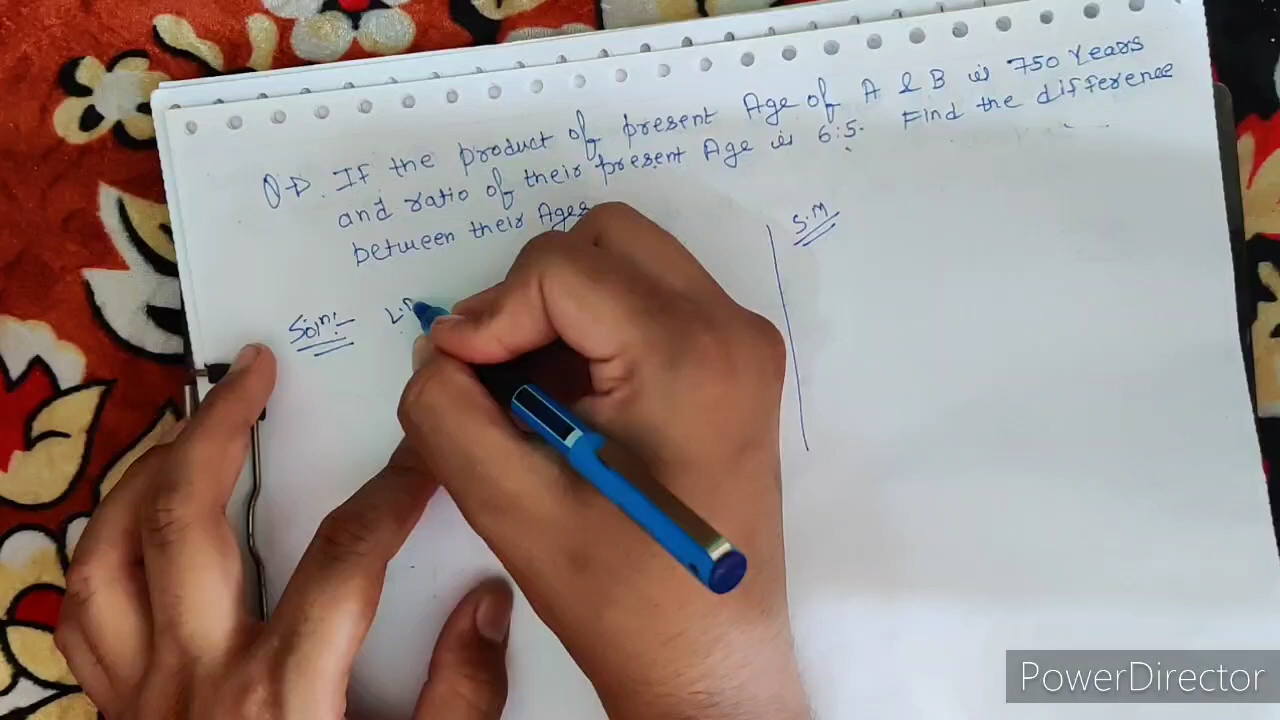 Q-1). If the product of present Age of A & B is 750 Years
and ratio of their present Age is 6:5. Find the difference
between their Ages
Soln:-
S.M
PowerDirector